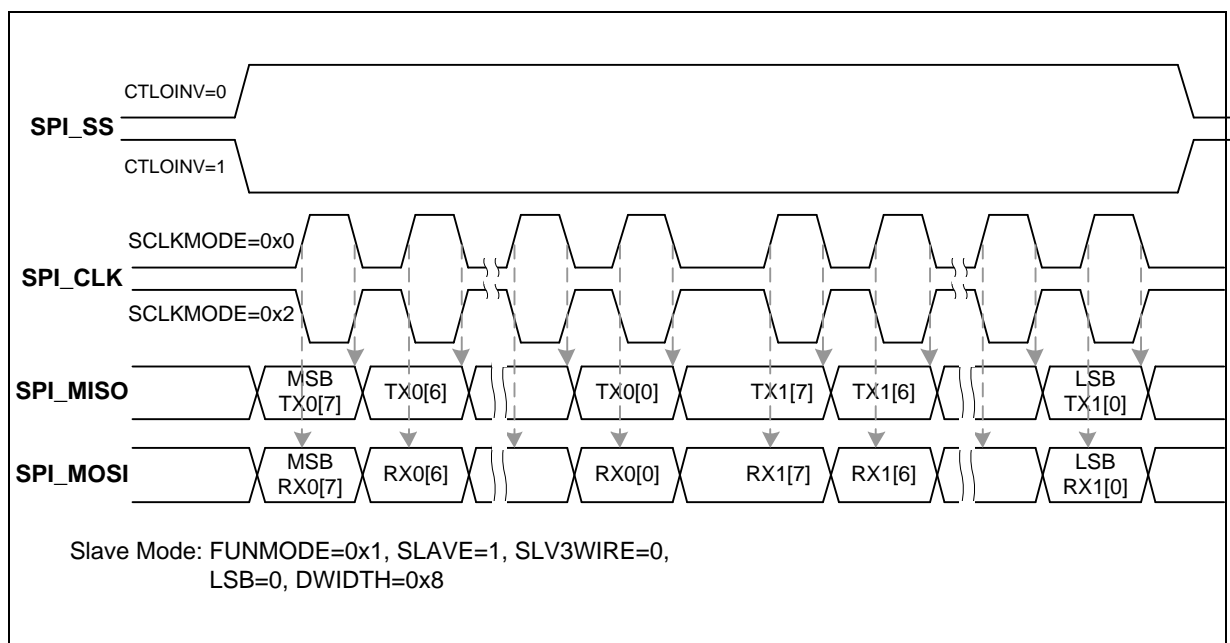 CTLOINV=0
SPI_SS
CTLOINV=1
SCLKMODE=0x0
SPI_CLK
SCLKMODE=0x2
SPI_MISO
MSB
TX0[7]
TX0[6]
TX0[0]
TX1[7]
TX1[6]
LSB
TX1[0]
SPI_MOSI
MSB
RX0[7]
RX0[6]
RX0[0]
RX1[7]
RX1[6]
LSB
RX1[0]
Slave Mode: FUNMODE=0x1, SLAVE=1, SLV3WIRE=0,
LSB=0, DWIDTH=0x8